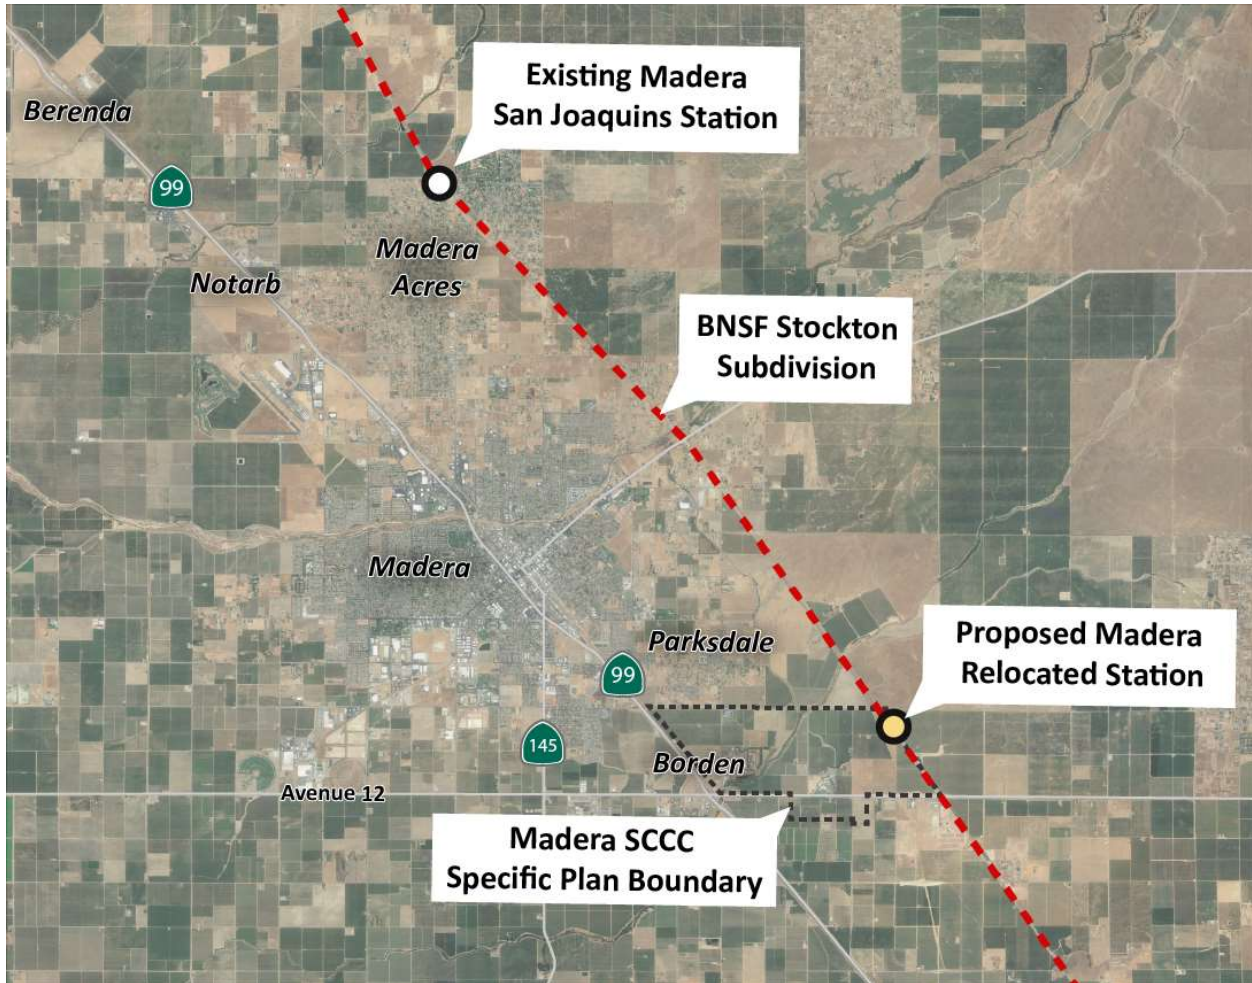 Existing Madera
San Joaquins Station
Berenda
99
Madera
Acres
Notarb
BNSF Stockton
Subdivision
Madera
Parksdale
Proposed Madera
Relocated Station
99
145
Borden
Avenue 12
Madera SCCC
Specific Plan Boundary